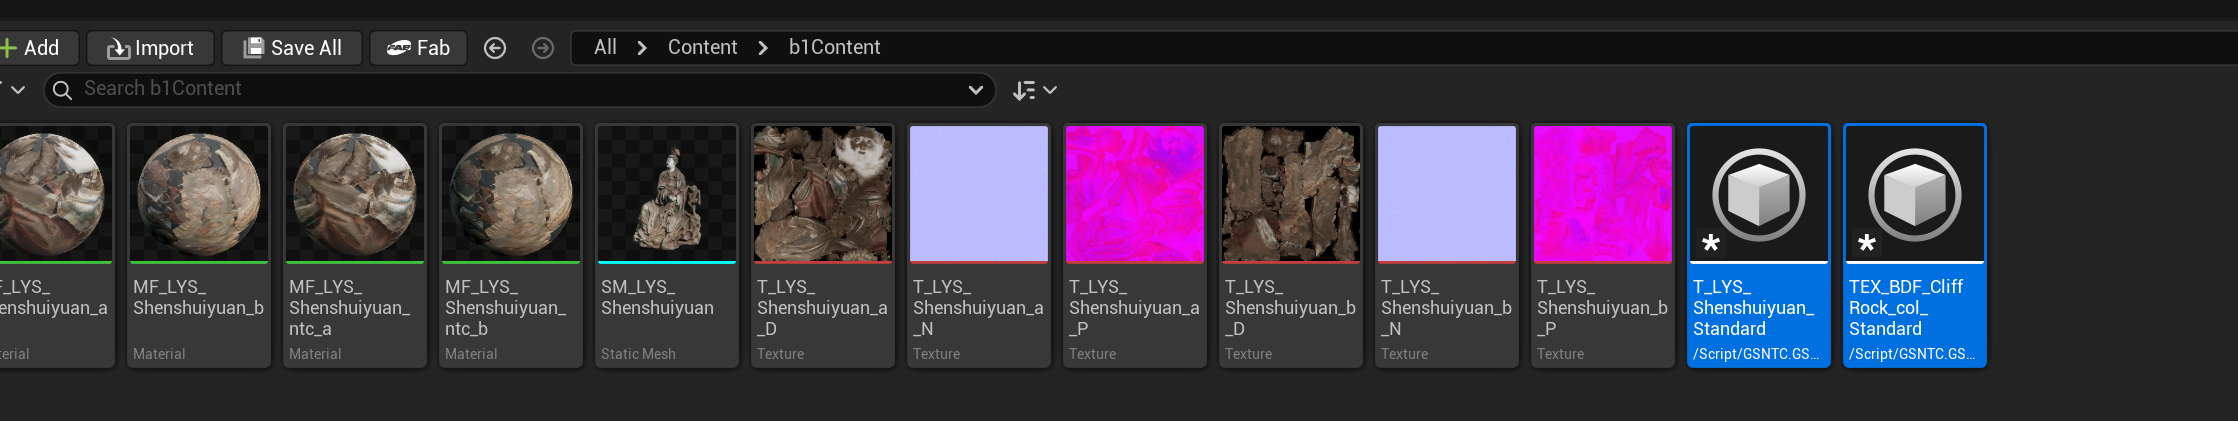 Add Import Save All Fab All Content b1Content
Search b1Content
F_LYS_
enshuiyuan_a
erial
MF_LYS_
Shenshuiyuan_b
Material
MF_LYS_
Shenshuiyuan_
ntc_a
Material
MF_LYS_
Shenshuiyuan_
ntc_b
Material
SM_LYS_
Shenshuiyuan
Static Mesh
T_LYS_
Shenshuiyuan_a
_D
Texture
T_LYS_
Shenshuiyuan_a
_N
Texture
T_LYS_
Shenshuiyuan_a
_P
Texture
T_LYS_
Shenshuiyuan_b
_D
Texture
T_LYS_
Shenshuiyuan_b
_N
Texture
T_LYS_
Shenshuiyuan_b
_P
Texture
T_LYS_
Shenshuiyuan_
Standard
/Script/GSNTC.GS...
TEX_BDF_Cliff
Rock_col_
Standard
/Script/GSNTC.GS...